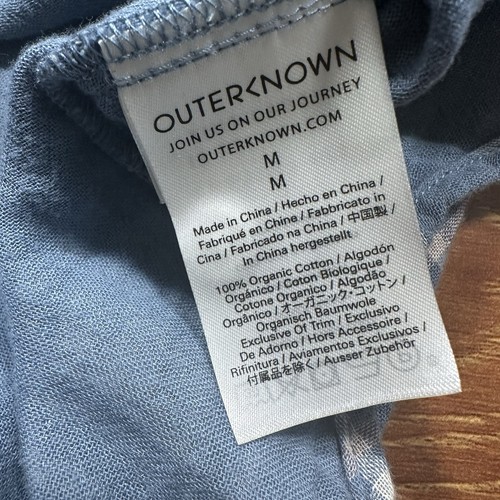 OUTERKNOWN
JOIN US ON OUR JOURNEY
OUTERKNOWN.COM
M
M
Made in China / Hecho en China /
Fabriqué en Chine / Fabbricato in
Cina / Fabricado na China / 中国製 /
In China hergestellt
100% Organic Cotton / Algodón
Orgánico / Coton Biologique /
Cotone Organico / Algodão
Orgânico / オーガニック・コットン /
Organisch Baumwole
Exclusive Of Trim / Exclusivo
De Adorno / Hors Accessoire /
Rifinitura / Aviamentos Exclusivos /
付属品を除く / Ausser Zubehör